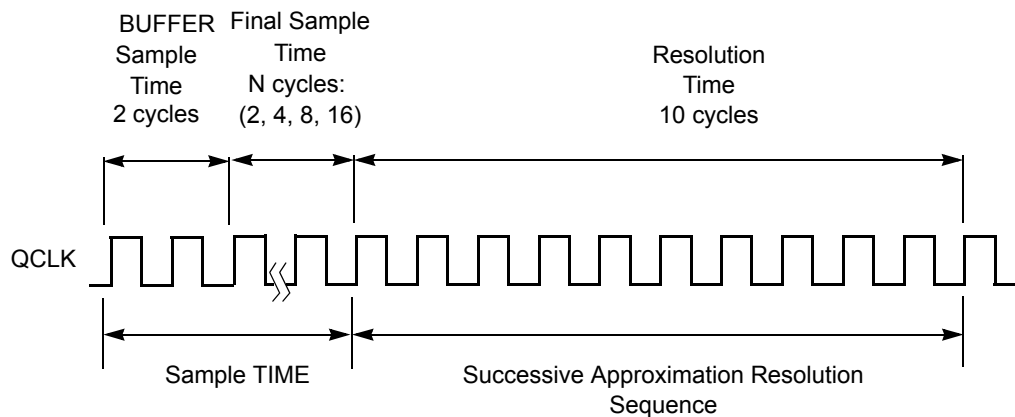 BUFFER
Sample
Time
2 cycles
Final Sample
Time
N cycles:
(2, 4, 8, 16)
Resolution
Time
10 cycles
QCLK
Sample TIME
Successive Approximation Resolution
Sequence